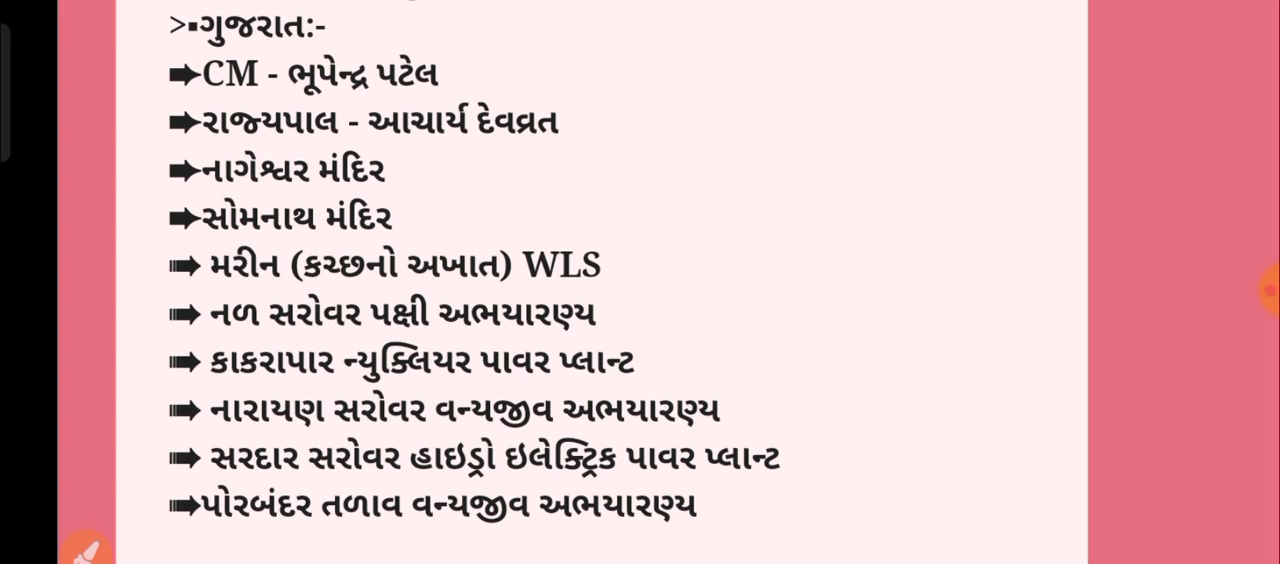 >▪ગુજરાત:-
➡CM - ભૂપેન્દ્ર પટેલ
➡રાજ્યપાલ - આચાર્ય દેવવ્રત
➡નાગેશ્વર મંદિર
➡સોમનાથ મંદિર
➠ મરીન (કચ્છનો અખાત) WLS
➠ નળ સરોવર પક્ષી અભયારણ્ય
➠ કાકરાપાર ન્યુક્લિયર પાવર પ્લાન્ટ
➠ નારાયણ સરોવર વન્યજીવ અભયારણ્ય
➠ સરદાર સરોવર હાઇડ્રો ઇલેક્ટ્રિક પાવર પ્લાન્ટ
➠પોરબંદર તળાવ વન્યજીવ અભયારણ્ય